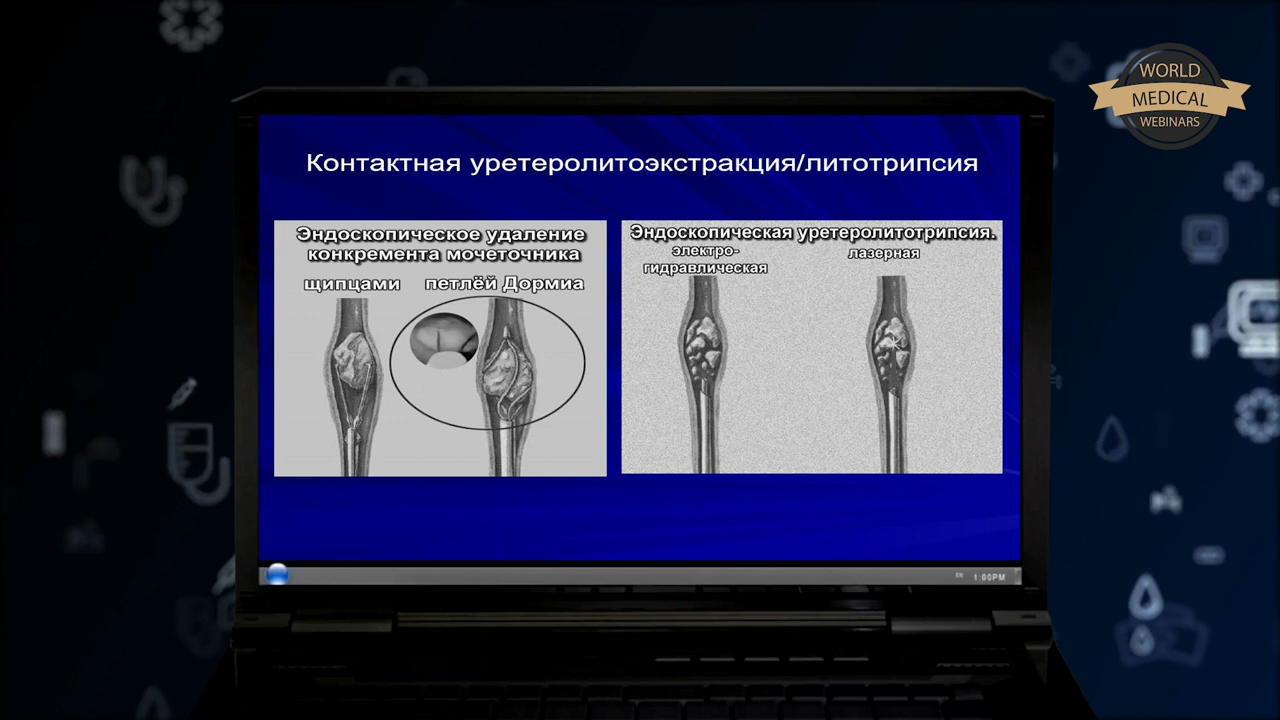 WORLD
MEDICAL
WEBINARS
Контактная уретеролитоэкстракция/литотрипсия
Эндоскопическое удаление
конкремента мочеточника
щипцами петлёй Дормиа
Эндоскопическая уретеролитотрипсия.
электро-
гидравлическая
лазерная
EN 1:00PM